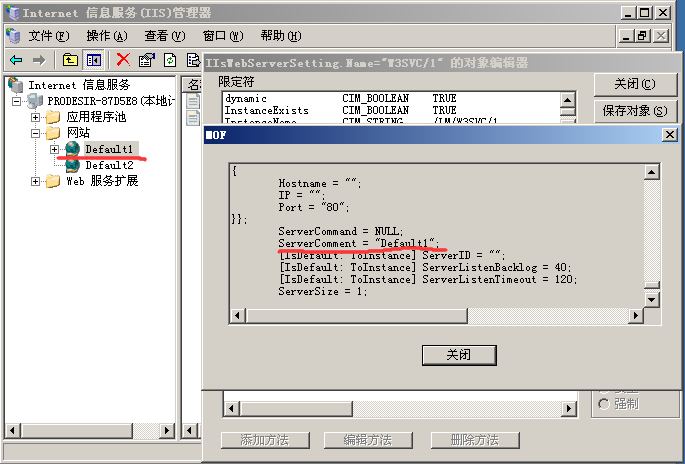 Internet 信息服务(IIS)管理器
文件(F) 操作(A) 查看(V) 窗口(W) 帮助(H)
Internet 信息服务
PRODESIR-87D5E8(本地计
应用程序池
网站
Default1
Default2
Web 服务扩展
IIsWebServerSetting.Name="W3SVC/1" 的对象编辑器
限定符
关闭(C)
保存对象(S)
dynamic CIM_BOOLEAN TRUE
InstanceExists CIM_BOOLEAN TRUE
InstanceName CIM_STRING /LM/W3SVC/1
MOF
{
Hostname = "";
IP = "";
Port = "80";
}};
ServerCommand = NULL;
ServerComment = "Default1";
[IsDefault: ToInstance] ServerID = "";
[IsDefault: ToInstance] ServerListenBacklog = 40;
[IsDefault: ToInstance] ServerListenTimeout = 120;
ServerSize = 1;
关闭
强制
添加方法 编辑方法 删除方法